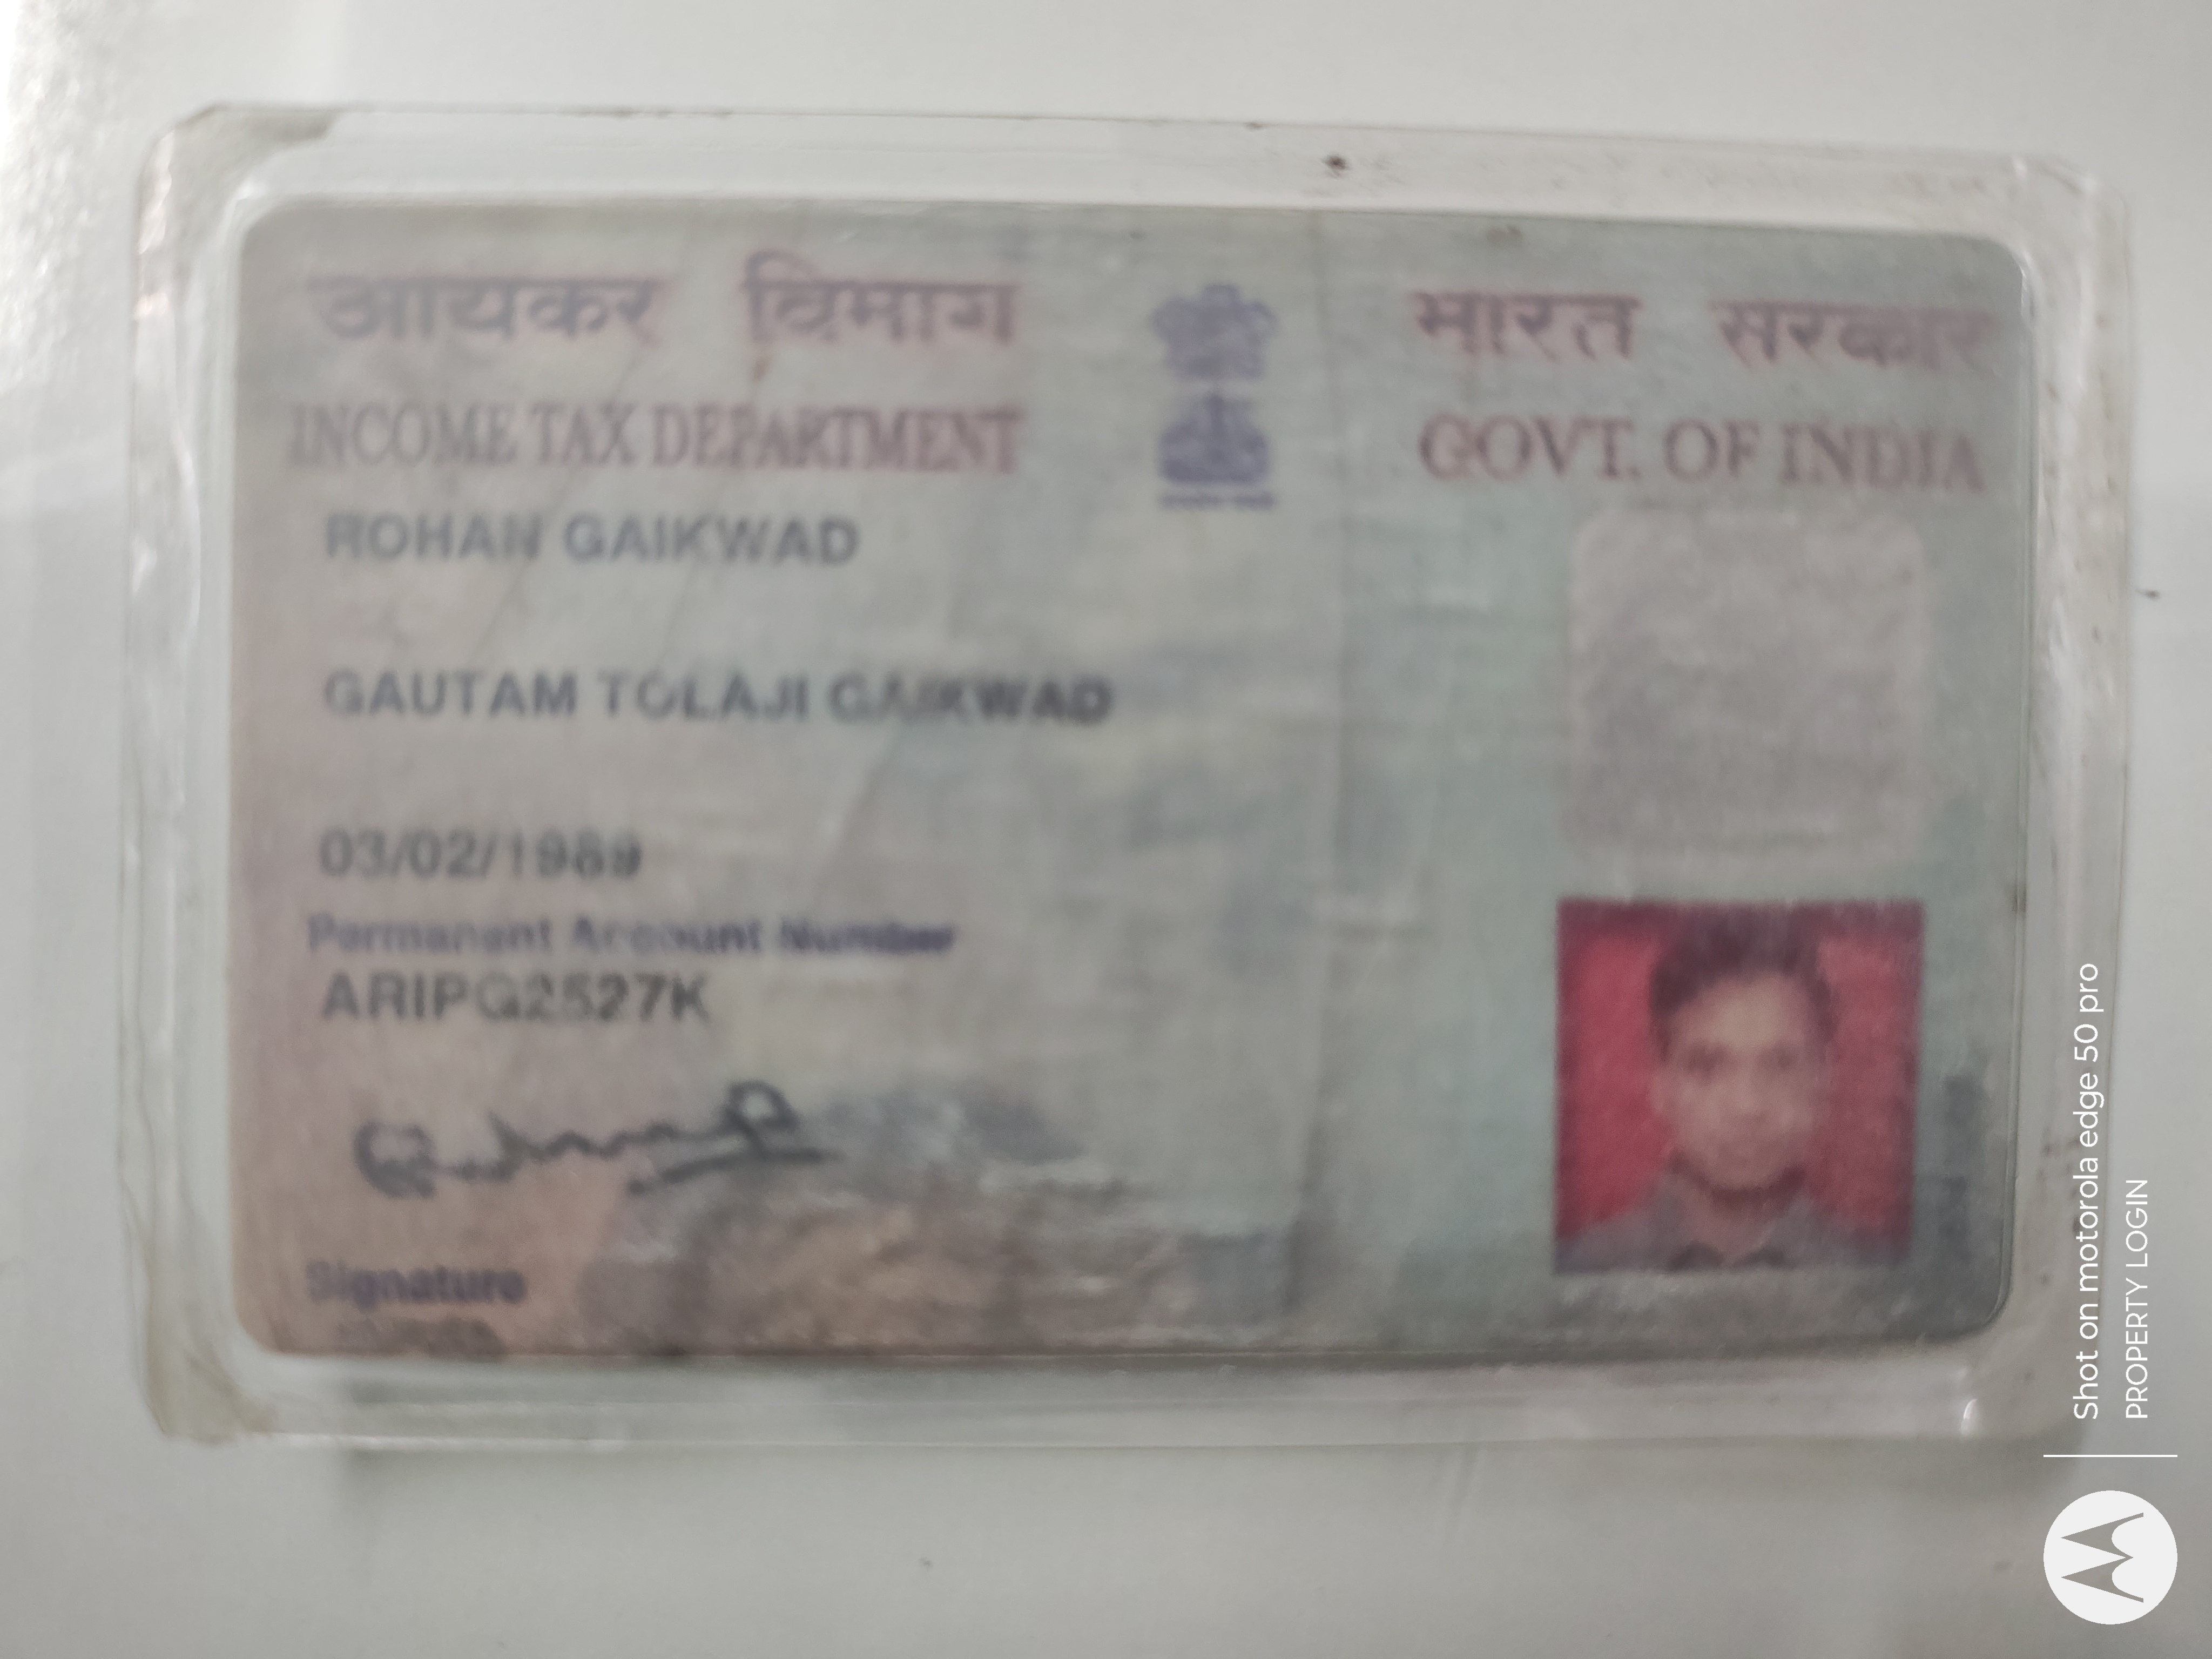 आयकर विभाग
INCOME TAX DEPARTMENT
भारत सरकार
GOVT. OF INDIA
ROHAN GAIKWAD
GAUTAM TOLAJI GAIKWAD
03/02/1989
Permanent Account Number
ARIPG2527K
Signature
Shot on motorola edge 50 pro
PROPERTY LOGIN